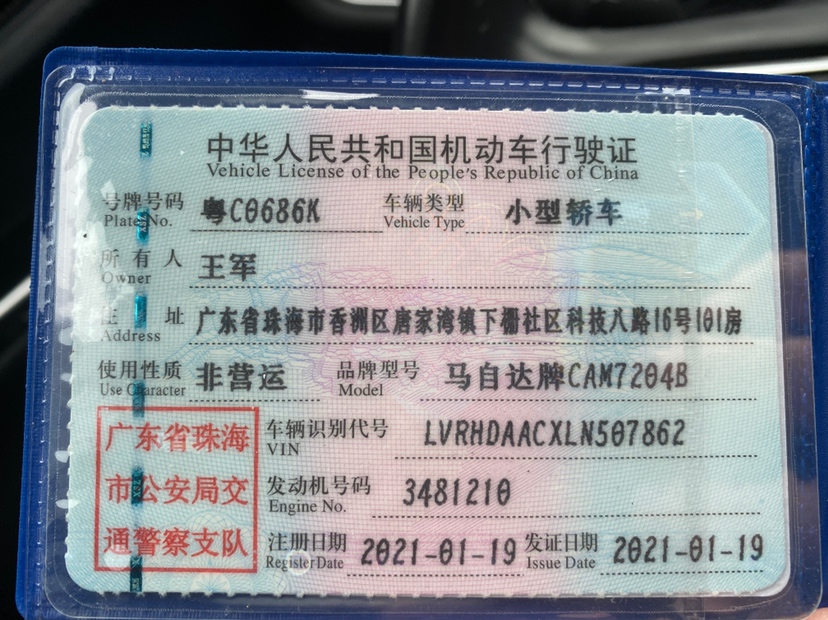 中华人民共和国机动车行驶证
Vehicle License of the People's Republic of China
号牌号码 粤C0686K 车辆类型 小型轿车
Plate No. Vehicle Type
所有人 王军
Owner
住址 广东省珠海市香洲区唐家湾镇下栅社区科技八路16号101房
Address
使用性质 非营运 品牌型号 马自达牌CAM7204B
Use Character Model
广东省珠海 车辆识别代号 LVRHDAACXLN507862
VIN
市公安局交 发动机号码 3481210
Engine No.
通警察支队 注册日期 2021-01-19 发证日期 2021-01-19
Register Date Issue Date